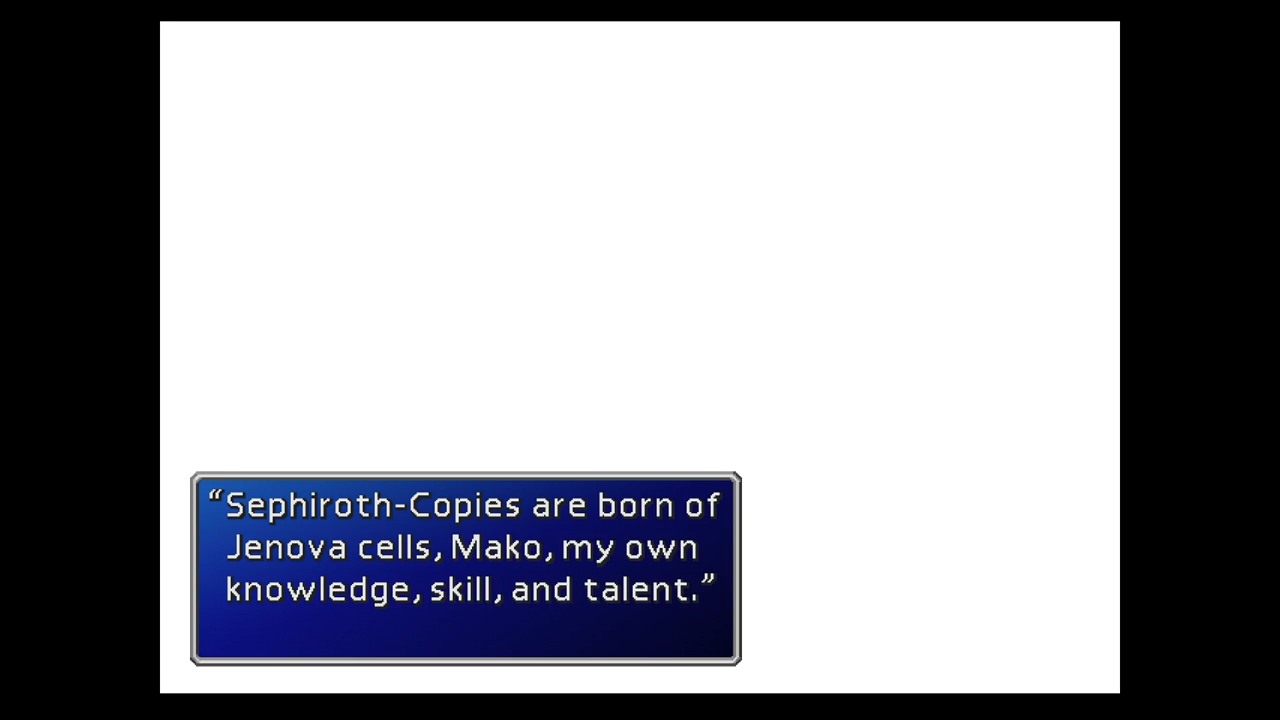 “Sephiroth-Copies are born of
Jenova cells, Mako, my own
knowledge, skill, and talent.”